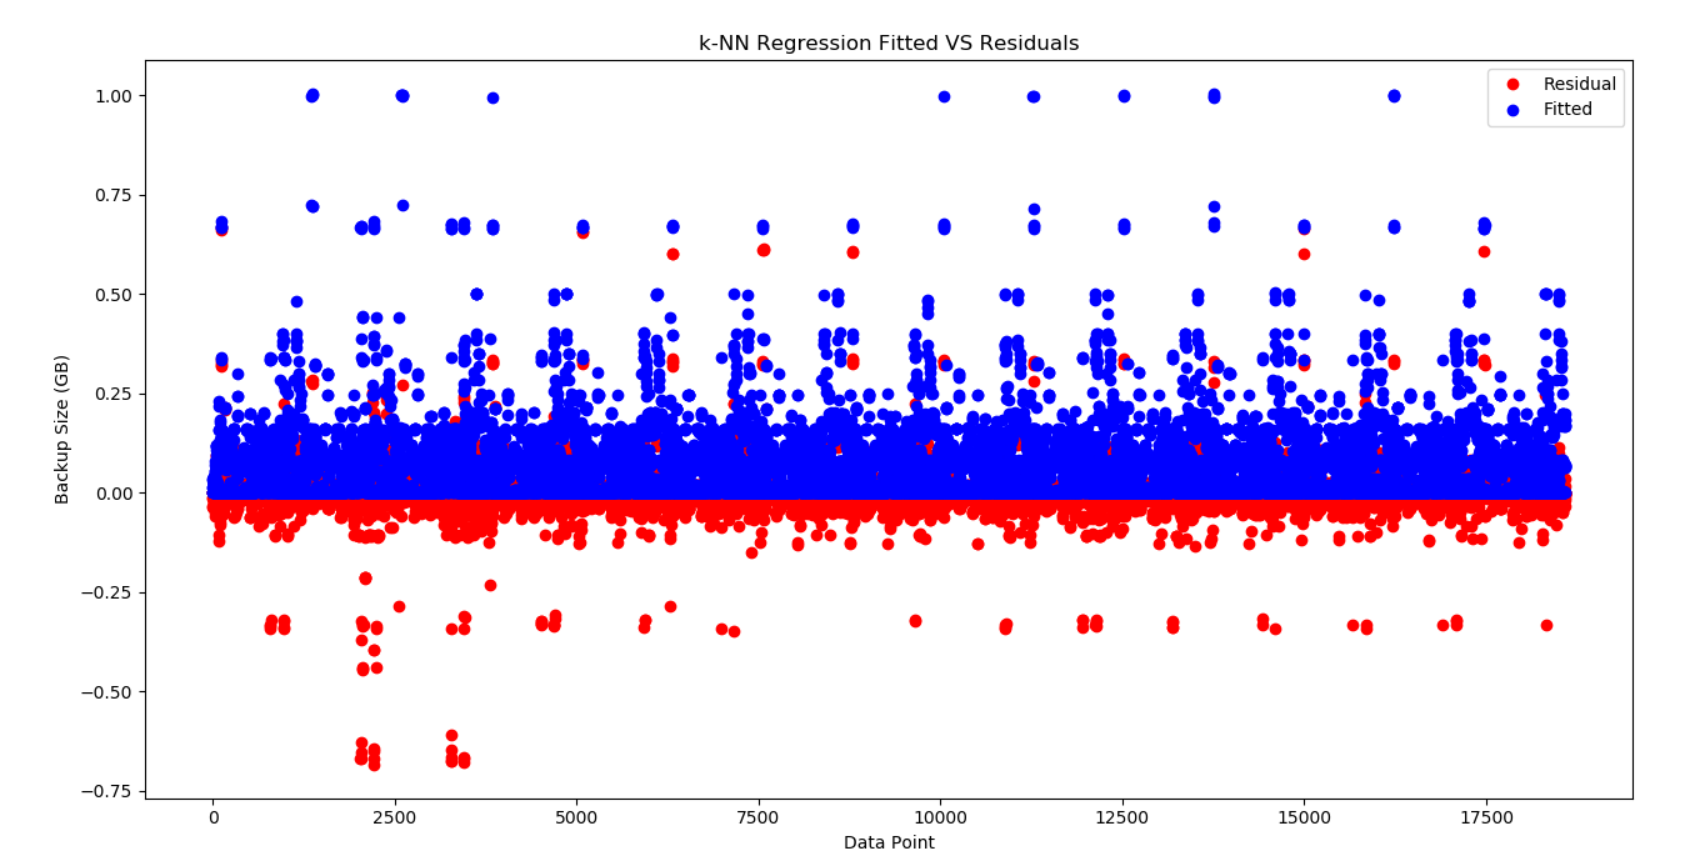 k-NN Regression Fitted VS Residuals
Residual
Fitted
1.00
0.75
0.50
0.25
0.00
−0.25
−0.50
−0.75
Backup Size (GB)
0 2500 5000 7500 10000 12500 15000 17500
Data Point